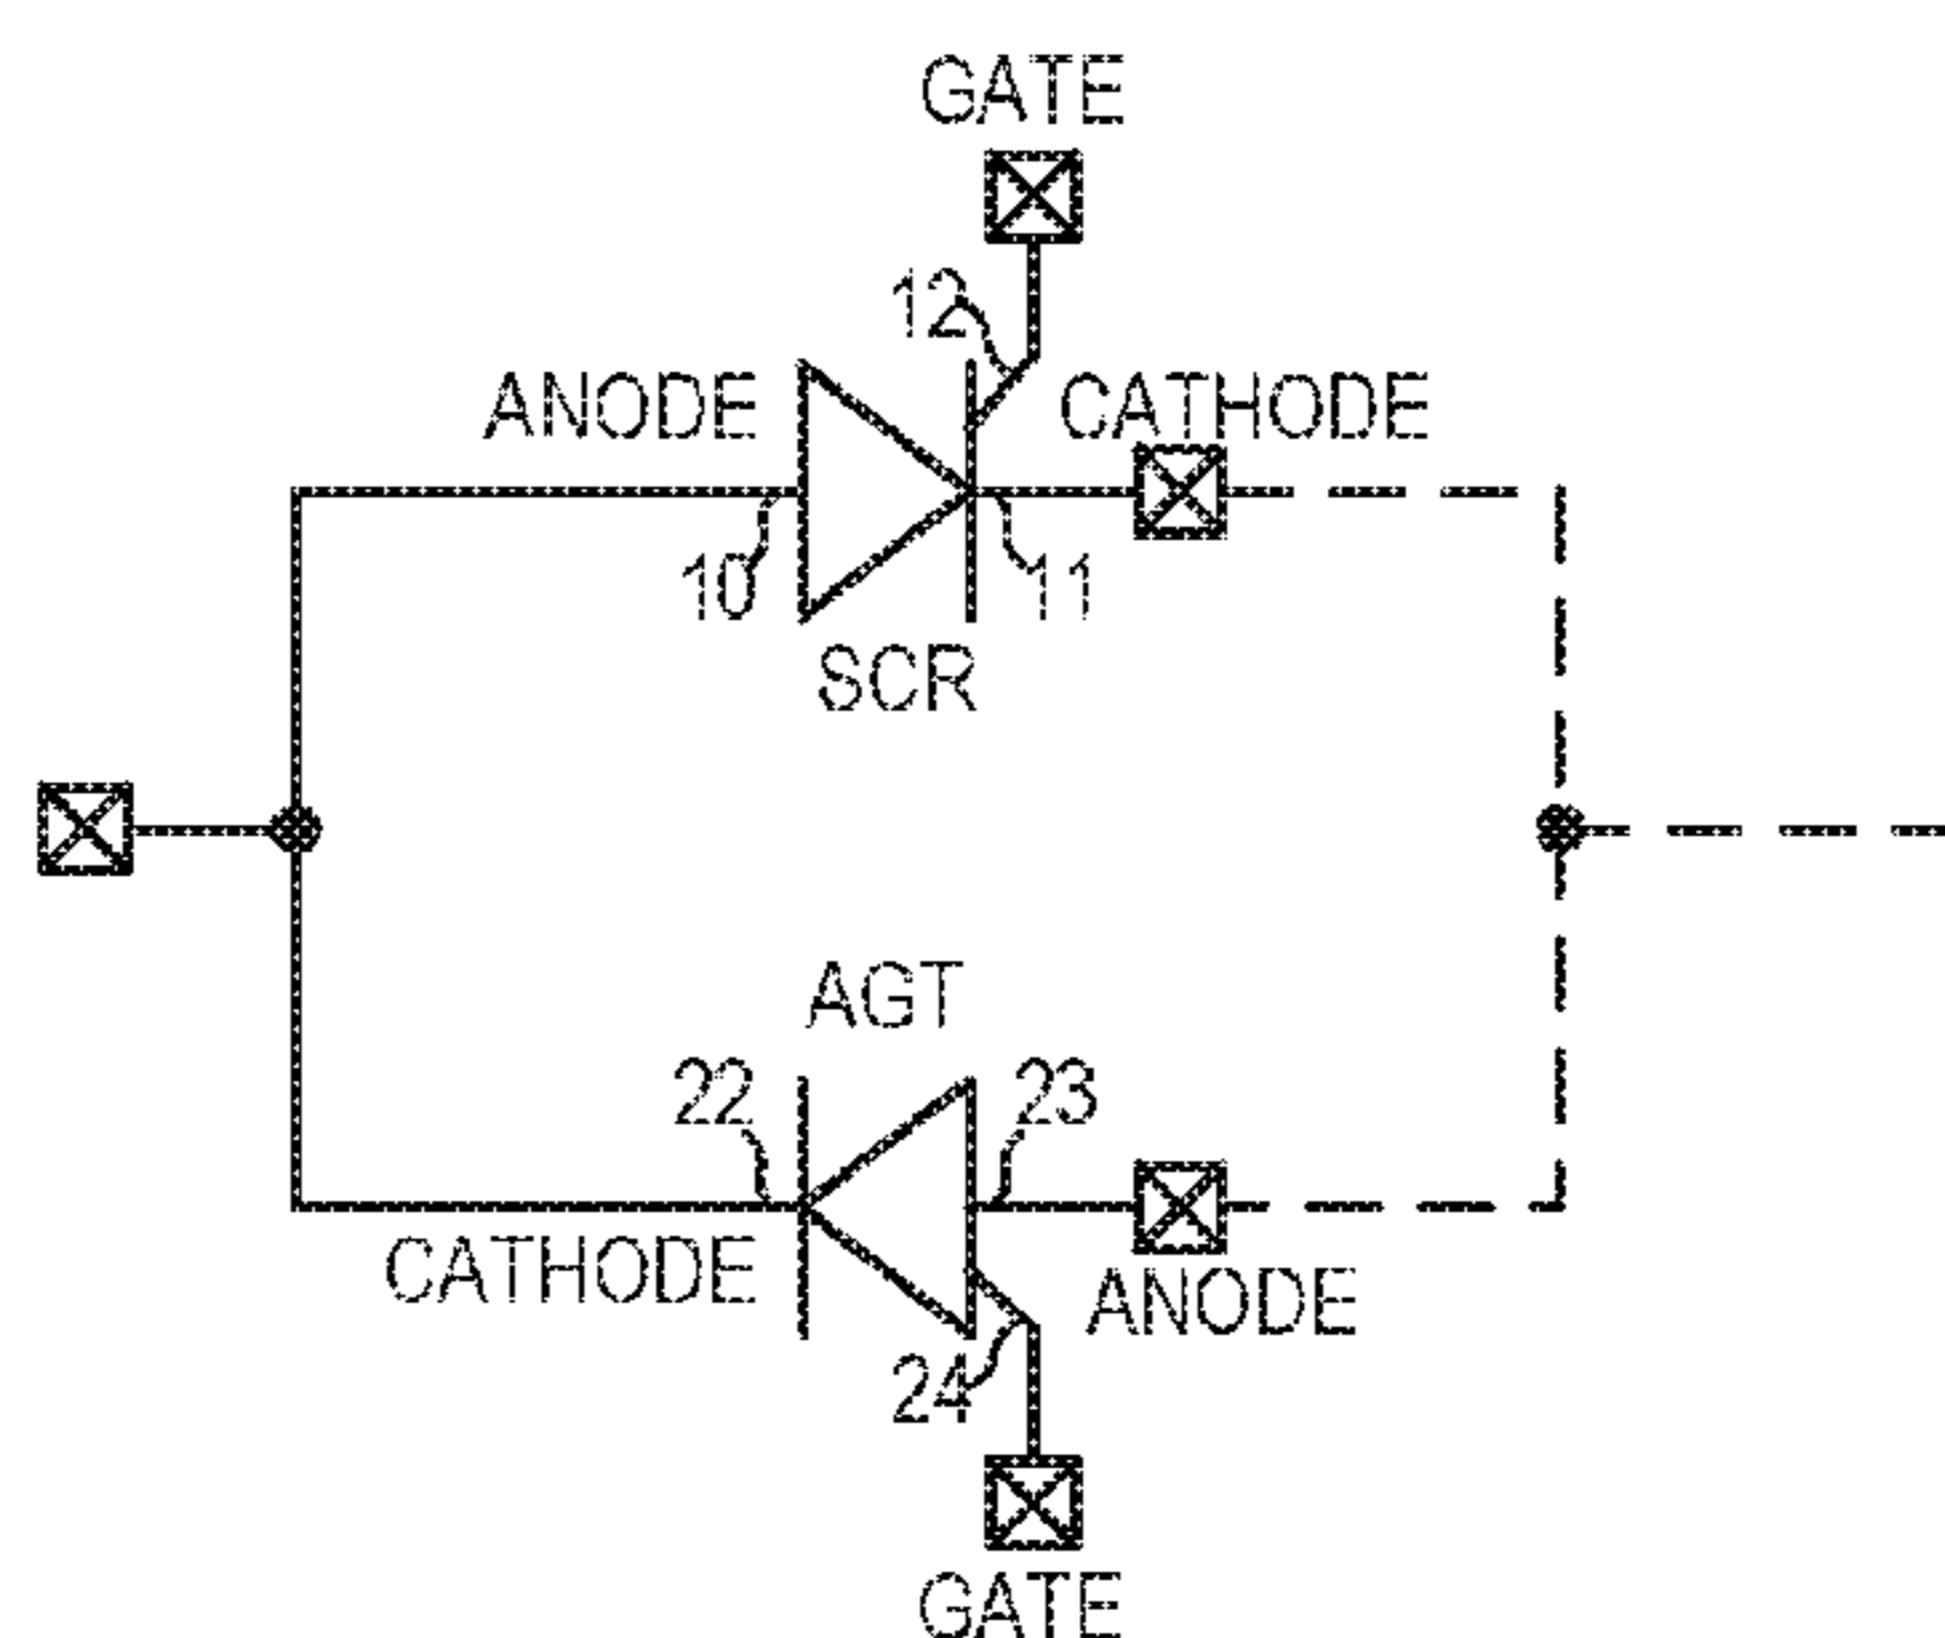 GATE
12
ANODE
CATHODE
10
11
SCR
AGT
22
23
CATHODE
ANODE
24
GATE